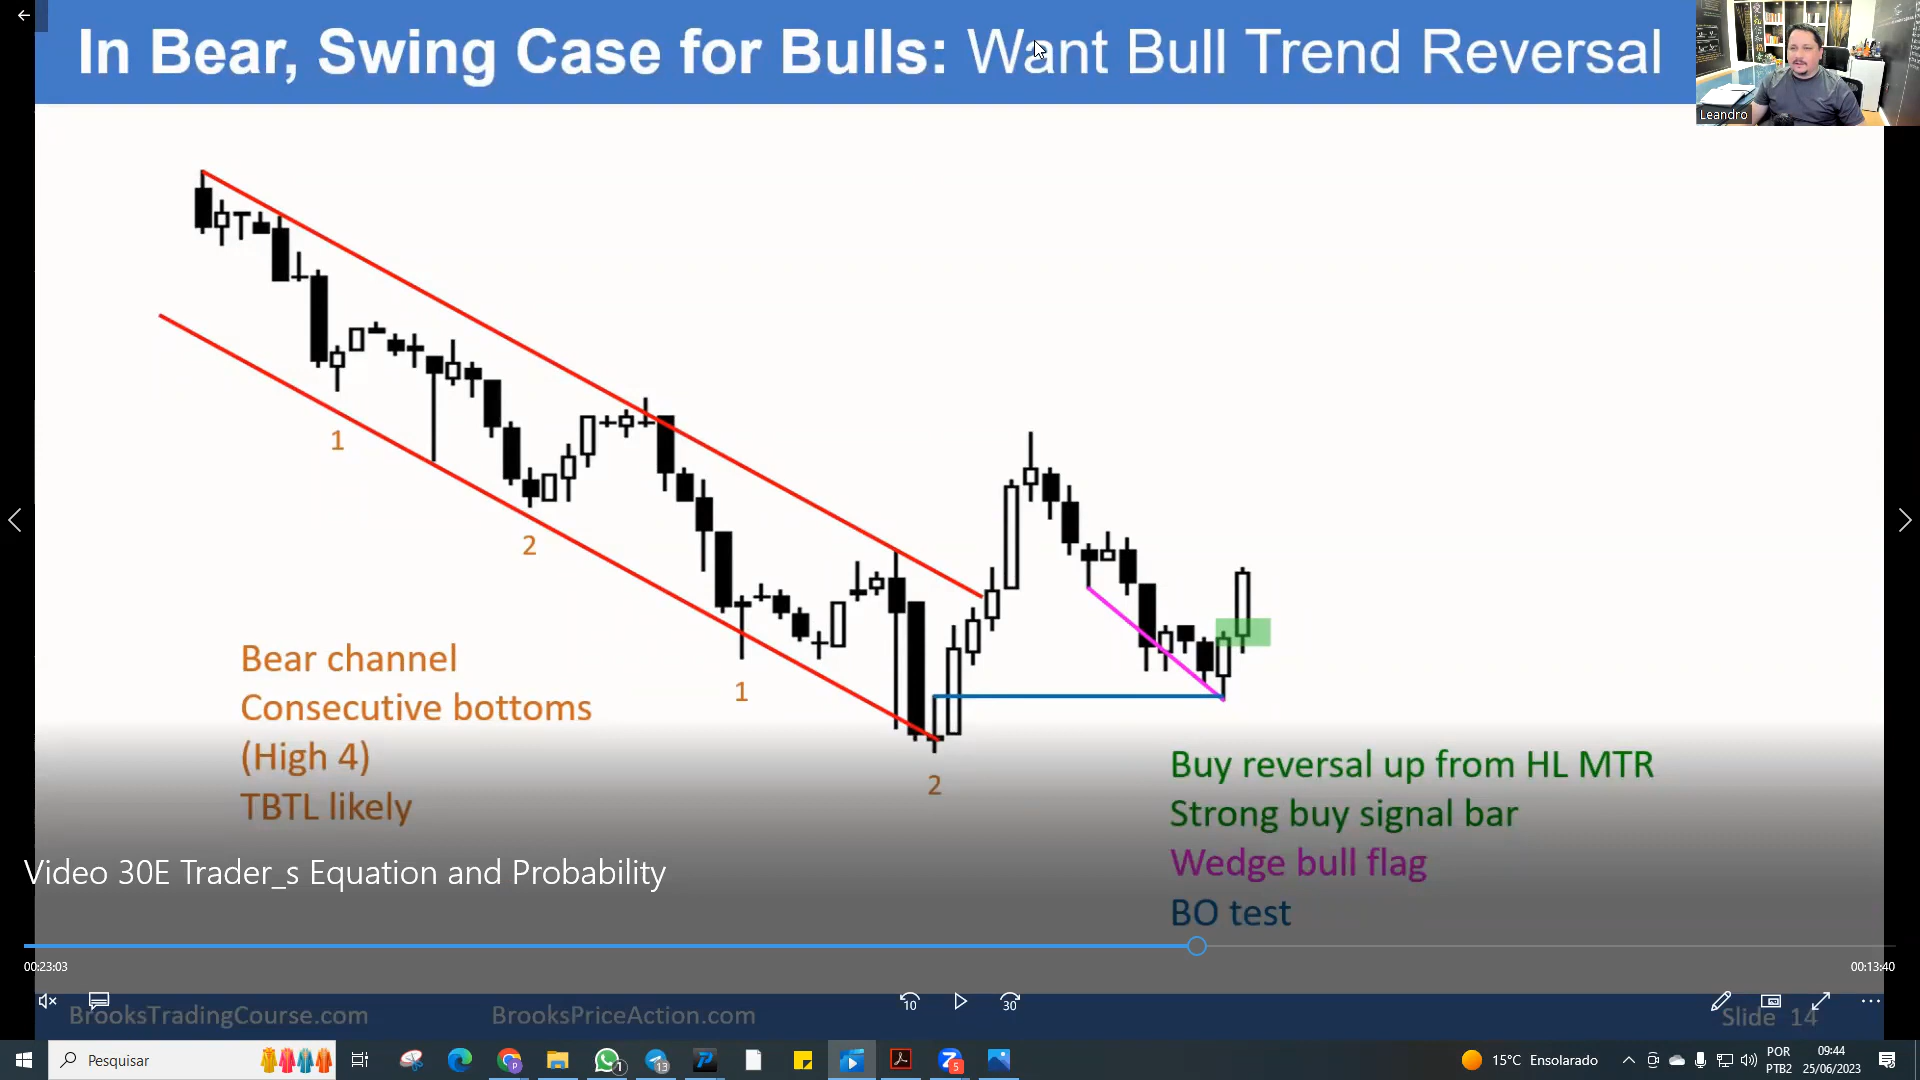 In Bear, Swing Case for Bulls: Want Bull Trend Reversal
Leandro
1
2
1
2
Bear channel
Consecutive bottoms
(High 4)
TBTL likely
Buy reversal up from HL MTR
Strong buy signal bar
Wedge bull flag
BO test
Video 30E Trader_s Equation and Probability
00:23:03
00:13:40
10
30
BrooksTradingCourse.com
BrooksPriceAction.com
Slide 14
Pesquisar
1
13
5
15°C Ensolarado
POR
PTB2
09:44
25/06/2023